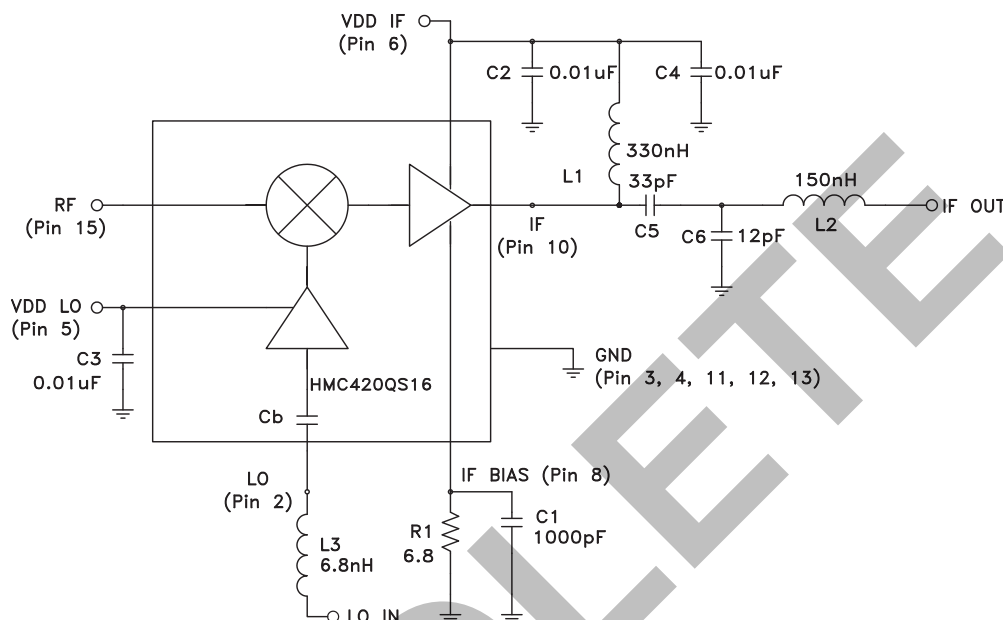 VDD IF
(Pin 6)
C2
0.01uF
C4
0.01uF
L1
330nH
33pF
C5
C6
12pF
150nH
L2
IF OUT
RF
(Pin 15)
IF
(Pin 10)
VDD LO
(Pin 5)
C3
0.01uF
HMC420QS16
Cb
GND
(Pin 3, 4, 11, 12, 13)
LO
(Pin 2)
IF BIAS (Pin 8)
R1
6.8
C1
1000pF
L3
6.8nH
LO IN
OLETE